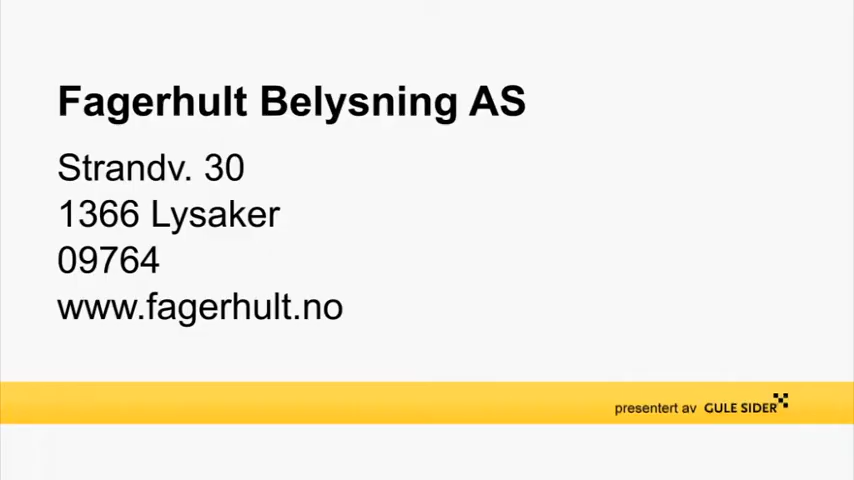 Fagerhult Belysning AS
Strandv. 30
1366 Lysaker
09764
www.fagerhult.no
presentert av GULE SIDER